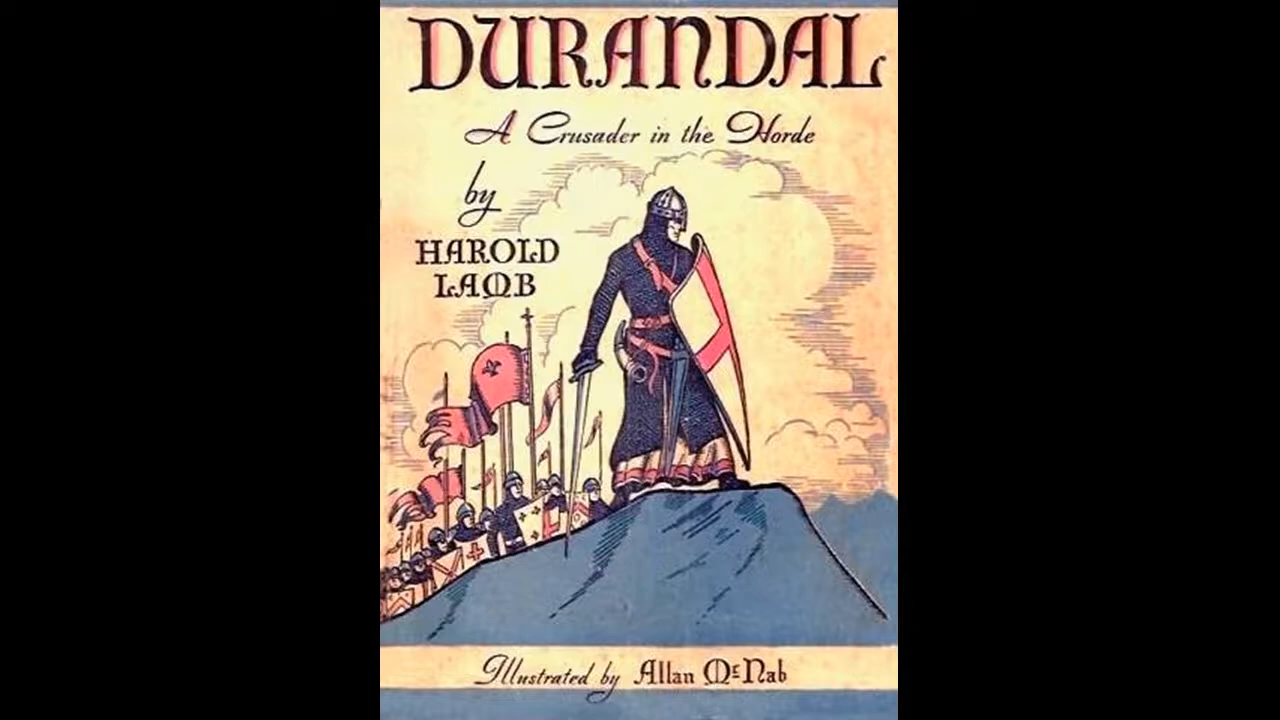 DURANDAL
A Crusader in the Horde
by
HAROLD
LAMB
Illustrated by Allan McNab